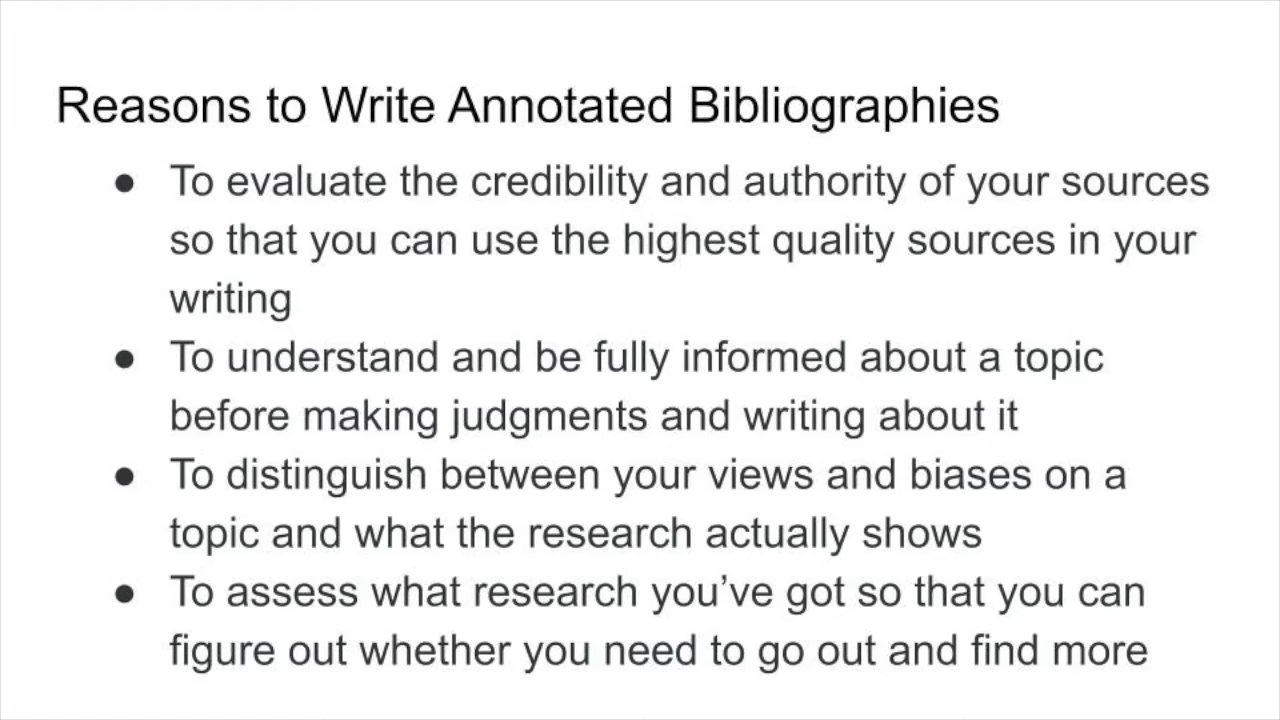 Reasons to Write Annotated Bibliographies
● To evaluate the credibility and authority of your sources
so that you can use the highest quality sources in your
writing
● To understand and be fully informed about a topic
before making judgments and writing about it
● To distinguish between your views and biases on a
topic and what the research actually shows
● To assess what research you’ve got so that you can
figure out whether you need to go out and find more